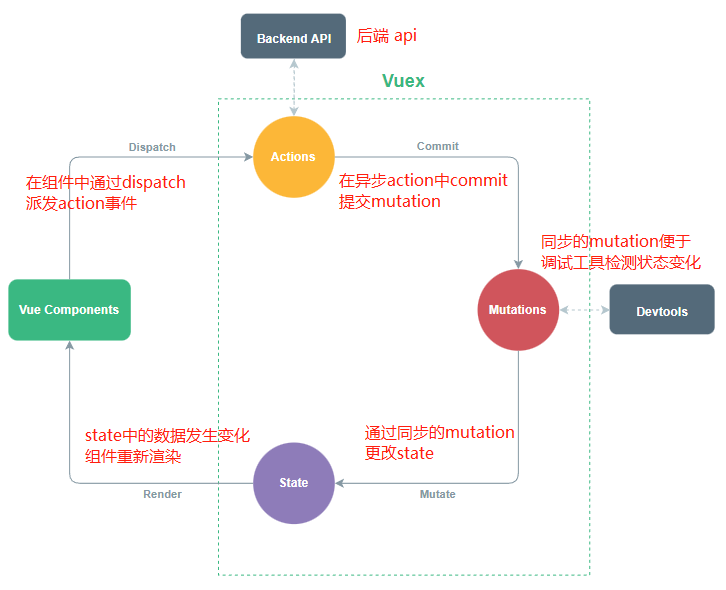 Backend API
后端 api
Vuex
Dispatch
Actions
Commit
在组件中通过dispatch
派发action事件
在异步action中commit
提交mutation
同步的mutation便于
调试工具检测状态变化
Vue Components
Mutations
Devtools
state中的数据发生变化
组件重新渲染
通过同步的mutation
更改state
State
Render
Mutate